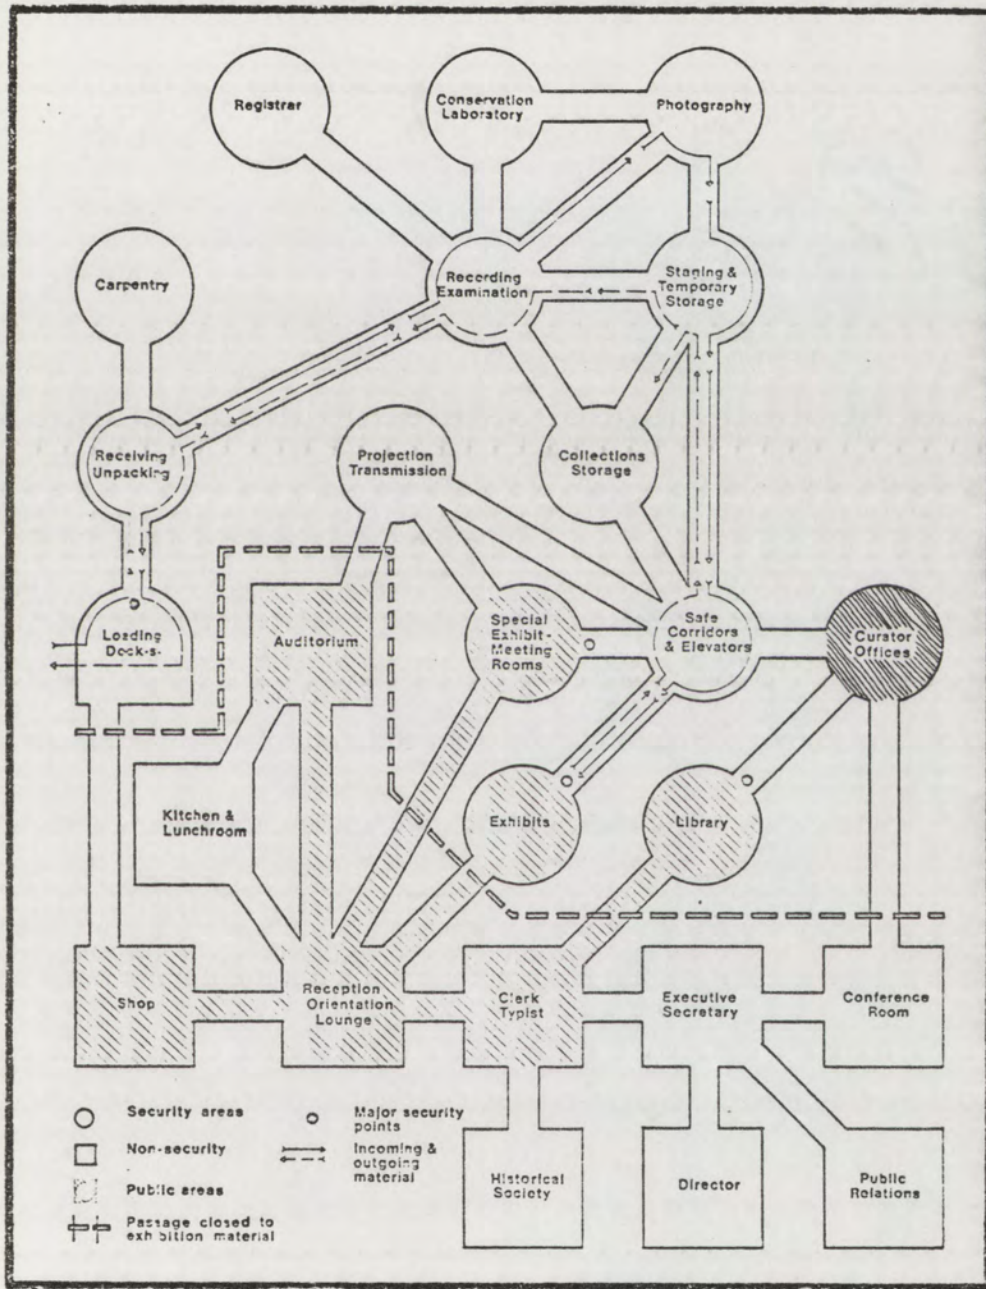 Registrar
Conservation
Laboratory
Photography
Carpentry
Recording
Examination
Staging &
Temporary
Storage
Receiving
Unpacking
Projection
Transmission
Collections
Storage
Loading
Dock-s-
Auditorium
Special
Exhibit-
Meeting
Rooms
Safe
Corridors
& Elevators
Curator
Offices
Kitchen &
Lunchroom
Exhibits
Library
Shop
Reception
Orientation
Lounge
Clerk
Typist
Executive
Secretary
Conference
Room
Historical
Society
Director
Public
Relations
Security areas
Non-security
Public areas
Passage closed to
exhibition material
Major security
points
Incoming &
outgoing
material